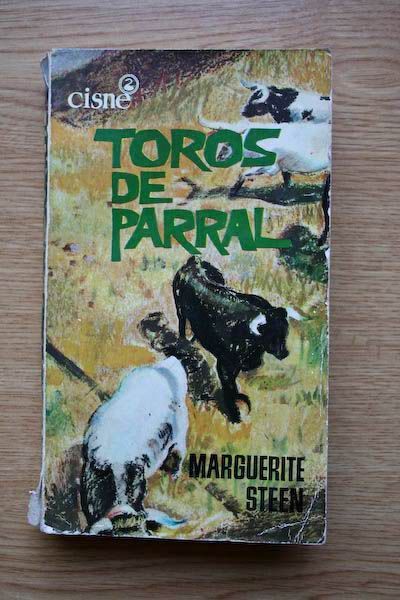 cisne 2
TOROS
DE
PARRAL
MARGUERITE
STEEN